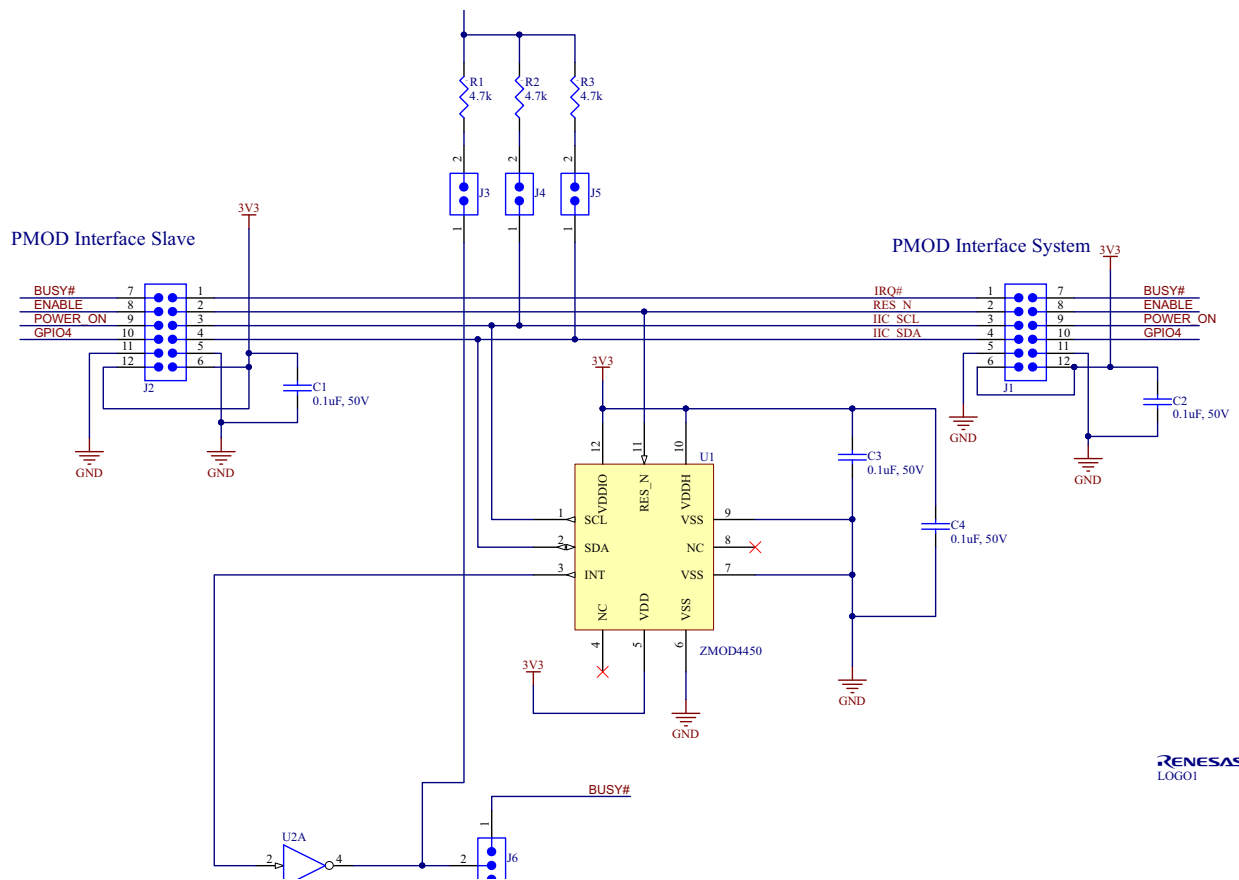 R1
4.7k
R2
4.7k
R3
4.7k
2
2
2
J3
J4
J5
1
1
1
3V3
PMOD Interface Slave
PMOD Interface System
3V3
BUSY#
7
1
IRQ#
1
7
BUSY#
ENABLE
8
2
RES_N
2
8
ENABLE
POWER_ON
9
3
IIC_SCL
3
9
POWER_ON
GPIO4
10
4
IIC_SDA
4
10
GPIO4
11
5
5
11
12
6
6
12
J2
J1
C1
0.1uF, 50V
C2
0.1uF, 50V
GND
GND
GND
GND
3V3
12
11
10
U1
VDDIO
RES_N
VDDH
C3
0.1uF, 50V
1
SCL
VSS
9
2
SDA
NC
8
3
INT
VSS
7
C4
0.1uF, 50V
NC
VDD
VSS
4
5
6
ZMOD4450
3V3
GND
GND
RENESAS
LOGO1
BUSY#
1
U2A
2
4
2
J6